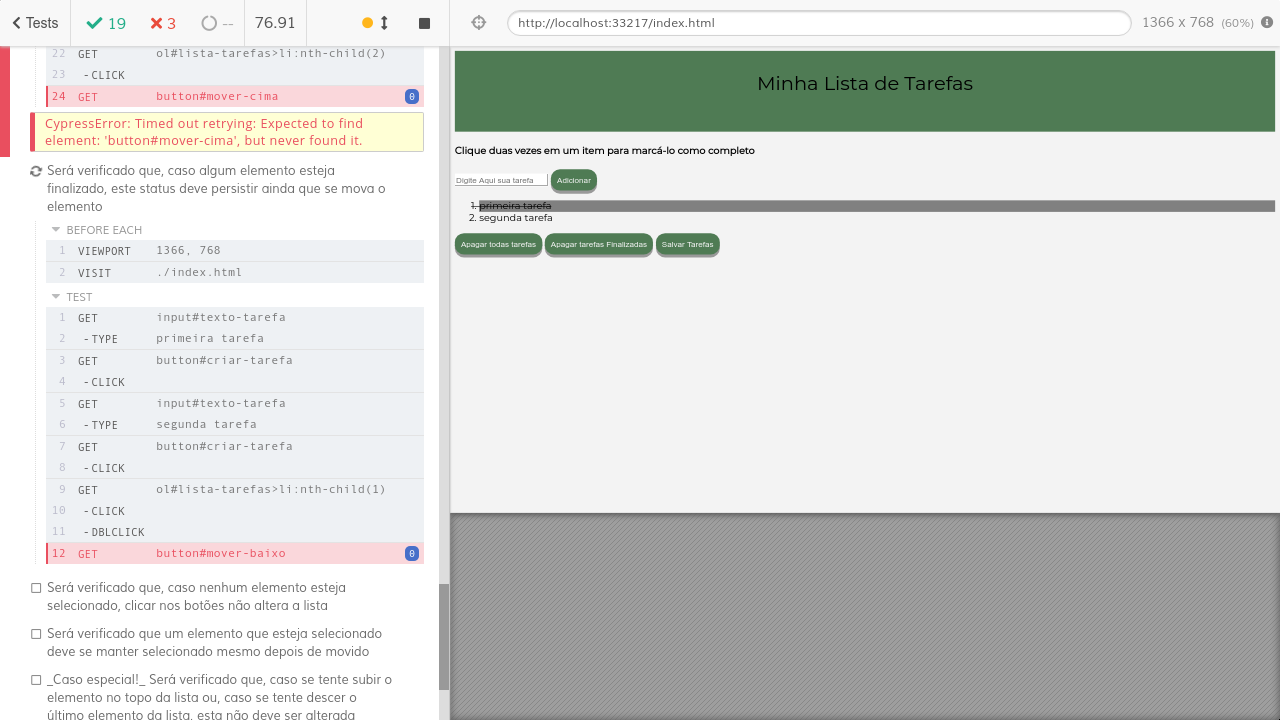 Tests
19
3
--
76.91
http://localhost:33217/index.html
1366 x 768 (60%)
22 GET ol#lista-tarefas>li:nth-child(2)
23 -CLICK
24 GET button#mover-cima 0
CypressError: Timed out retrying: Expected to find
element: 'button#mover-cima', but never found it.
Será verificado que, caso algum elemento esteja
finalizado, este status deve persistir ainda que se mova o
elemento
BEFORE EACH
1 VIEWPORT 1366, 768
2 VISIT ./index.html
TEST
1 GET input#texto-tarefa
2 -TYPE primeira tarefa
3 GET button#criar-tarefa
4 -CLICK
5 GET input#texto-tarefa
6 -TYPE segunda tarefa
7 GET button#criar-tarefa
8 -CLICK
9 GET ol#lista-tarefas>li:nth-child(1)
10 -CLICK
11 -DBLCLICK
12 GET button#mover-baixo 0
Será verificado que, caso nenhum elemento esteja
selecionado, clicar nos botões não altera a lista
Será verificado que um elemento que esteja selecionado
deve se manter selecionado mesmo depois de movido
_Caso especial!_ Será verificado que, caso se tente subir o
elemento no topo da lista ou, caso se tente descer o
último elemento da lista, esta não deve ser alterada
Minha Lista de Tarefas
Clique duas vezes em um item para marcá-lo como completo
Digite Aqui sua tarefa Adicionar
1. primeira tarefa
2. segunda tarefa
Apagar todas tarefas Apagar tarefas Finalizadas Salvar Tarefas